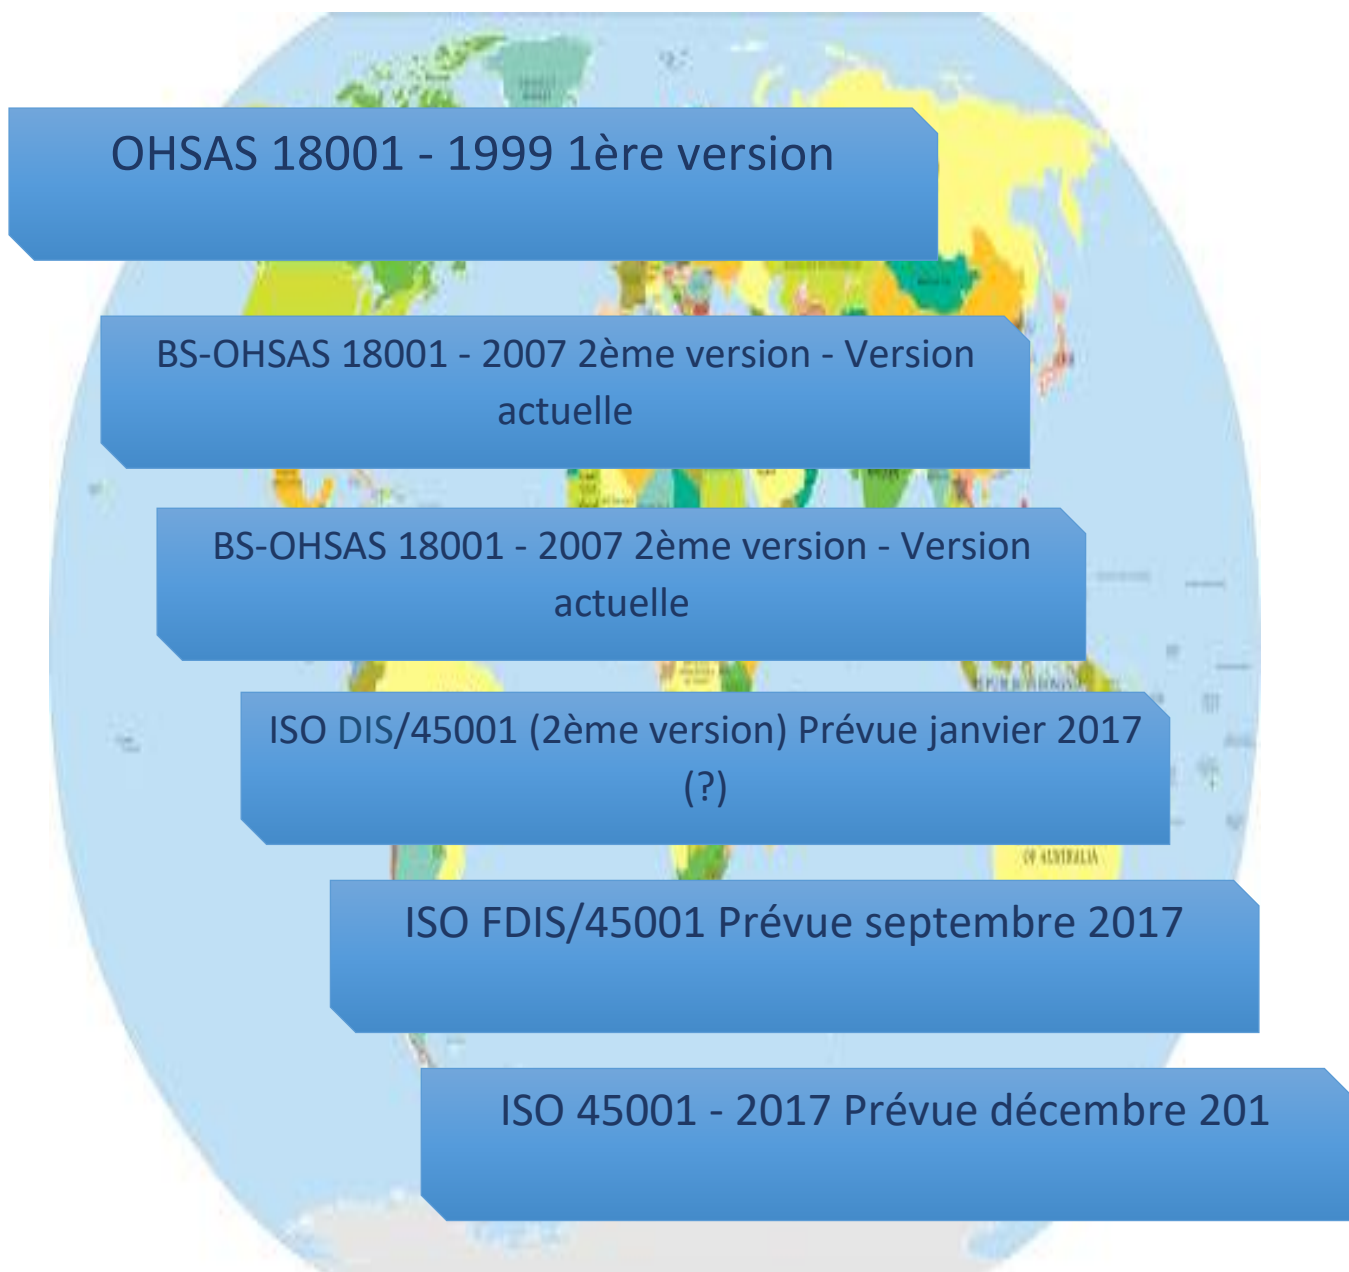 OHSAS 18001 - 1999 1ère version
BS-OHSAS 18001 - 2007 2ème version - Version
actuelle
BS-OHSAS 18001 - 2007 2ème version - Version
actuelle
ISO DIS/45001 (2ème version) Prévue janvier 2017
(?)
OF AUSTRALIA
ISO FDIS/45001 Prévue septembre 2017
ISO 45001 - 2017 Prévue décembre 201